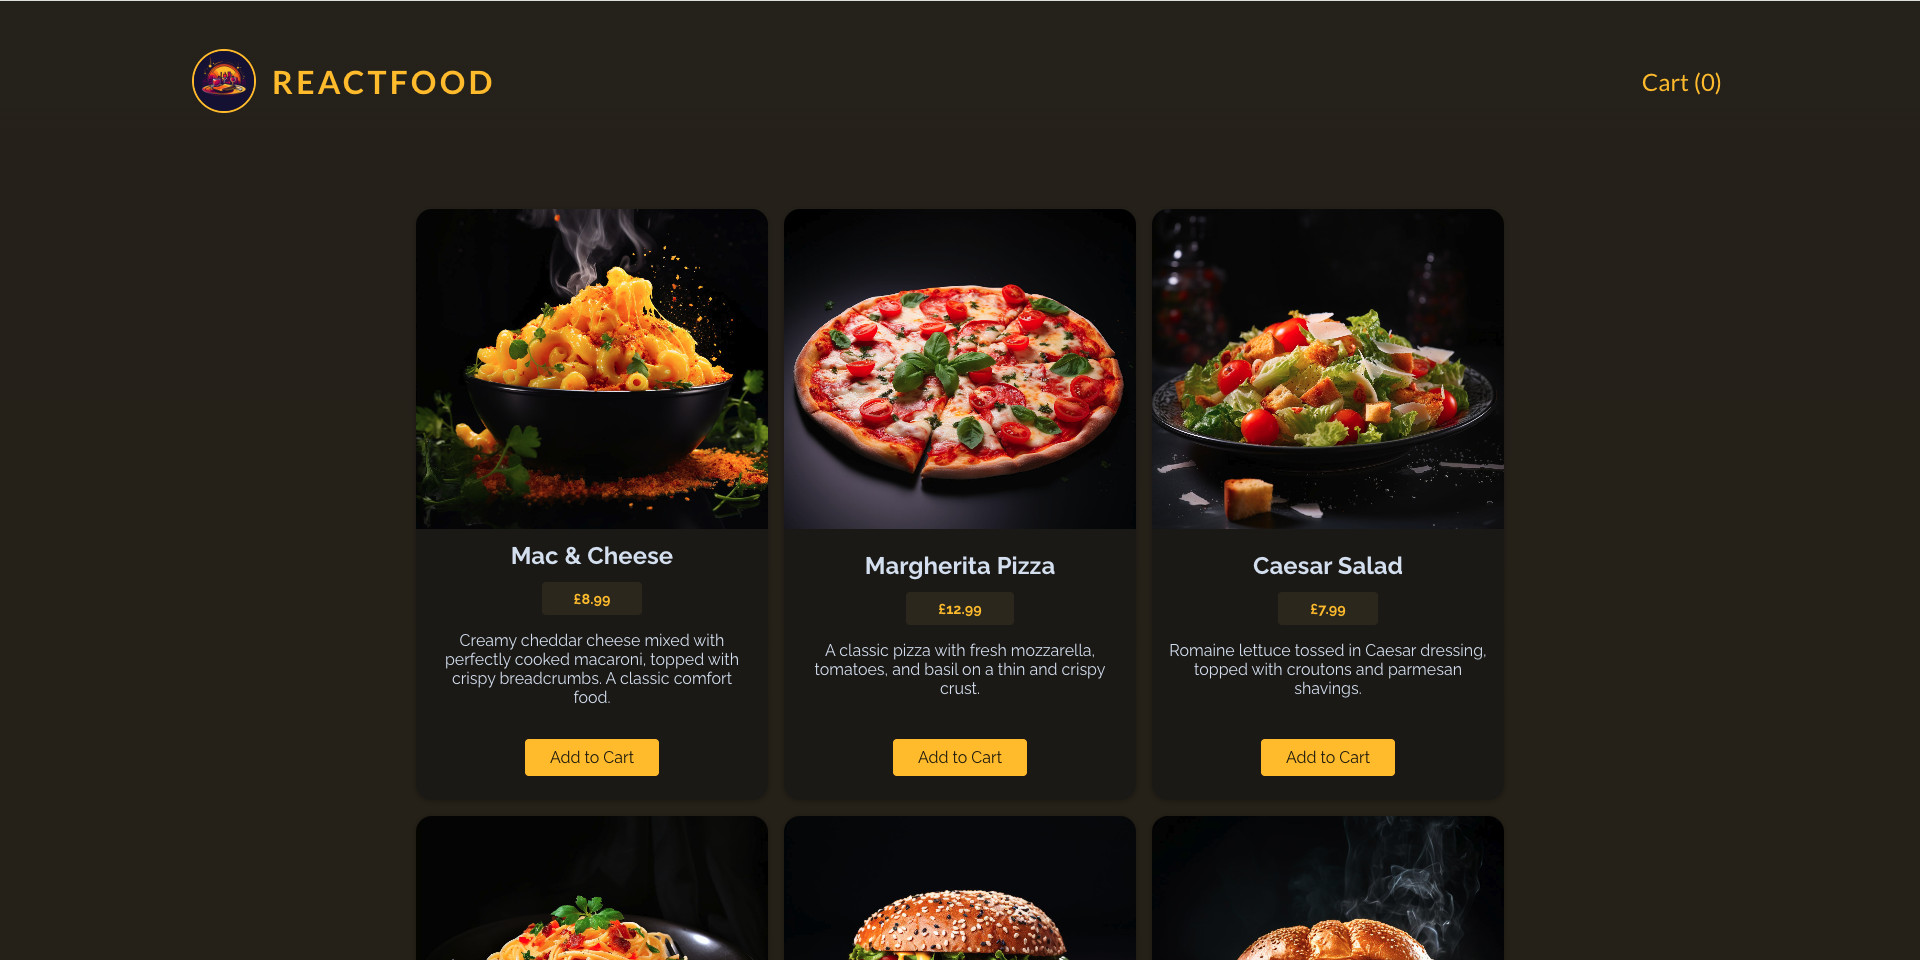 REACTFOOD
Cart (0)
Mac & Cheese
£8.99
Creamy cheddar cheese mixed with
perfectly cooked macaroni, topped with
crispy breadcrumbs. A classic comfort
food.
Add to Cart
Margherita Pizza
£12.99
A classic pizza with fresh mozzarella,
tomatoes, and basil on a thin and crispy
crust.
Add to Cart
Caesar Salad
£7.99
Romaine lettuce tossed in Caesar dressing,
topped with croutons and parmesan
shavings.
Add to Cart